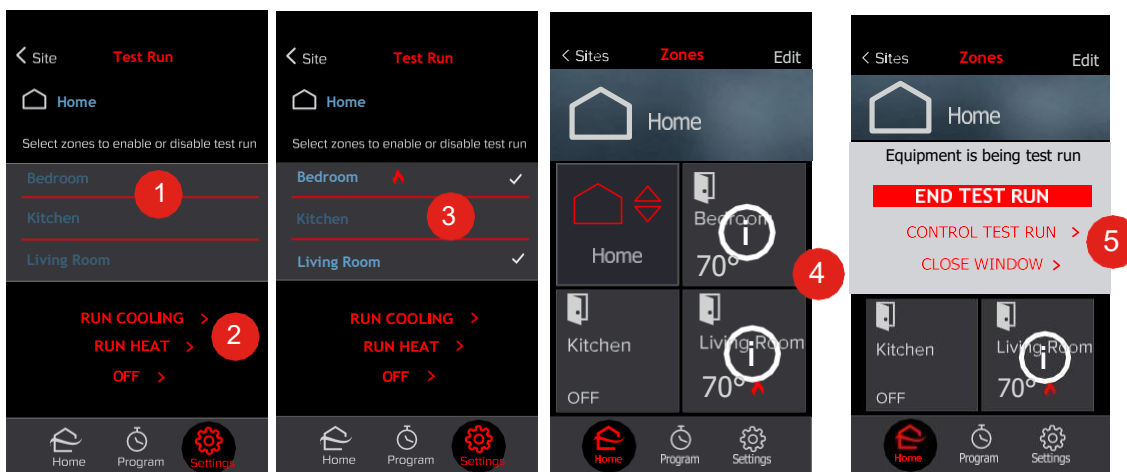 Site Test Run
Home
Select zones to enable or disable test run
Bedroom
1
Kitchen
Living Room
RUN COOLING >
2
RUN HEAT >
OFF >
Home Program Settings
Site Test Run
Home
Select zones to enable or disable test run
Bedroom
Kitchen
3
Living Room
RUN COOLING >
RUN HEAT >
OFF >
Home Program Settings
< Sites Zones Edit
Home
Home
Bedroom
i
70°
4
Kitchen
OFF
Living Room
i
70°
Home Program Settings
< Sites Zones Edit
Home
Equipment is being test run
END TEST RUN
CONTROL TEST RUN >
5
CLOSE WINDOW >
Kitchen
OFF
Living Room
i
70°
Home Program Settings